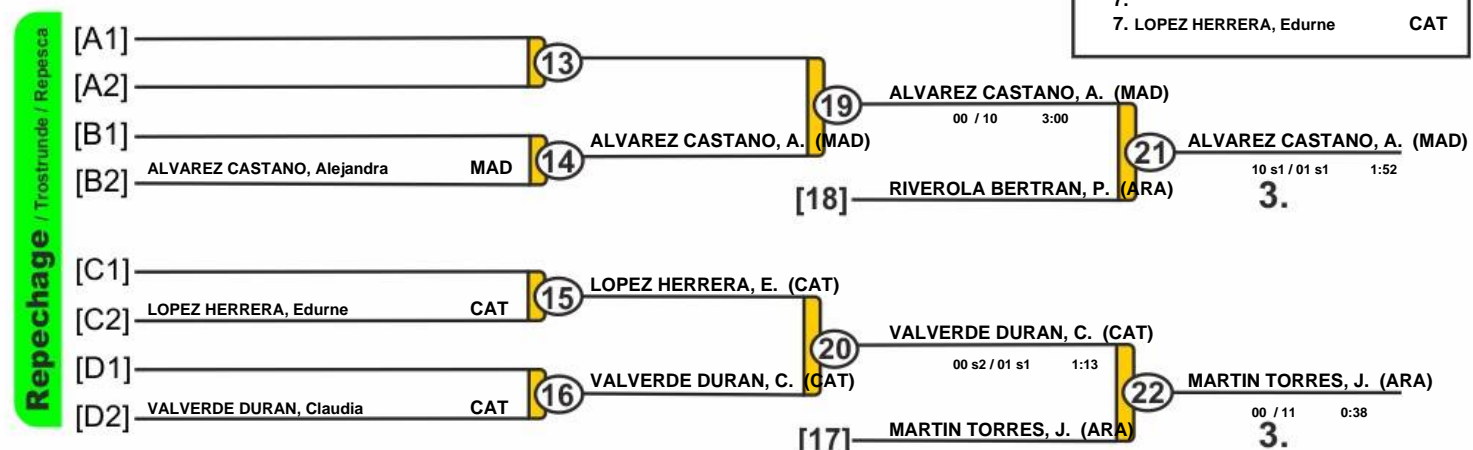 7.
7. LOPEZ HERRERA, Edurne CAT
Repechage / Trostrunde / Repesca
[A1]
13
[A2]
19
ALVAREZ CASTANO, A. (MAD)
00 / 10 3:00
[B1]
14
ALVAREZ CASTANO, A. (MAD)
21
ALVAREZ CASTANO, A. (MAD)
10 s1 / 01 s1 1:52
3.
[B2]
ALVAREZ CASTANO, Alejandra MAD
[18]
RIVEROLA BERTRAN, P. (ARA)
[C1]
15
LOPEZ HERRERA, E. (CAT)
[C2]
LOPEZ HERRERA, Edurne CAT
20
VALVERDE DURAN, C. (CAT)
00 s2 / 01 s1 1:13
[D1]
16
VALVERDE DURAN, C. (CAT)
22
MARTIN TORRES, J. (ARA)
00 / 11 0:38
3.
[D2]
VALVERDE DURAN, Claudia CAT
[17]
MARTIN TORRES, J. (ARA)